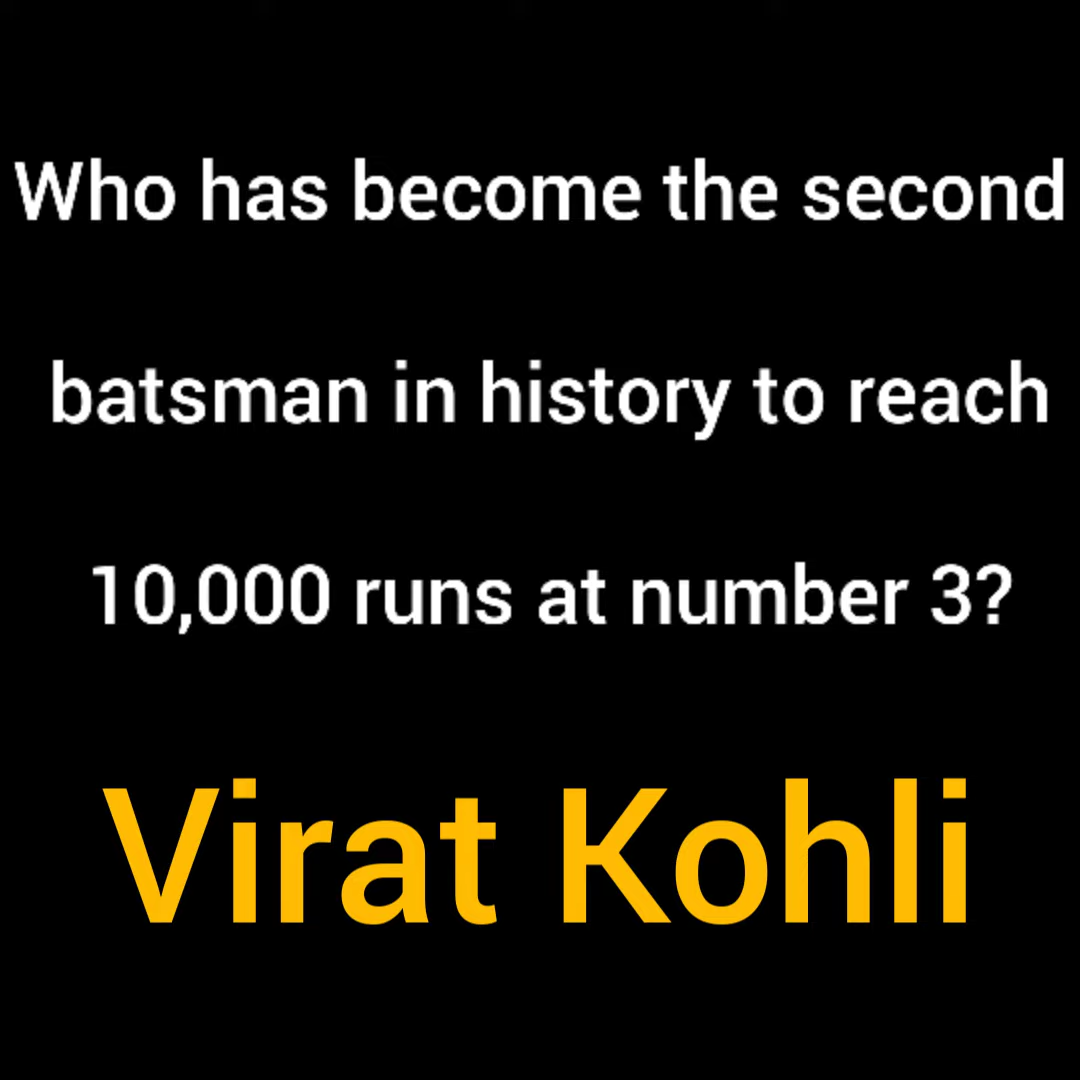 Who has become the second
batsman in history to reach
10,000 runs at number 3?
Virat Kohli